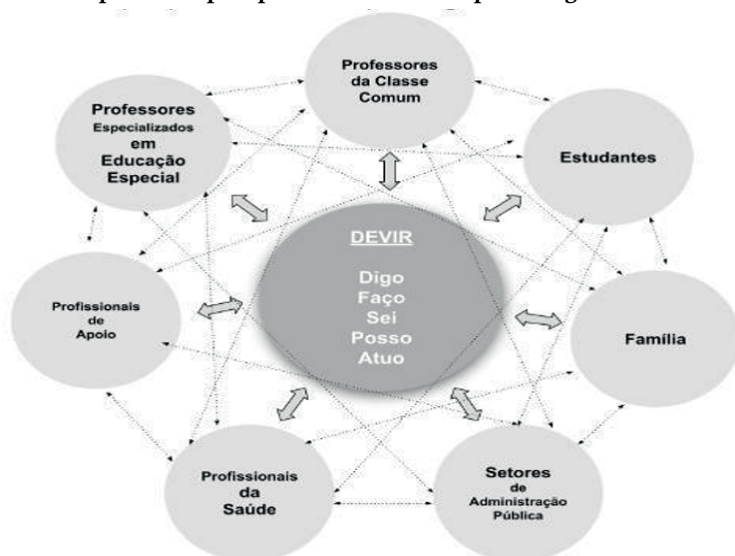 Professores
da Classe
Comum
Professores
Especializados
em
Educação
Especial
Estudantes
DEVIR
Digo
Faço
Sei
Posso
Atuo
Profissionais
de
Apoio
Família
Profissionais
da
Saúde
Setores
de
Administração
Pública